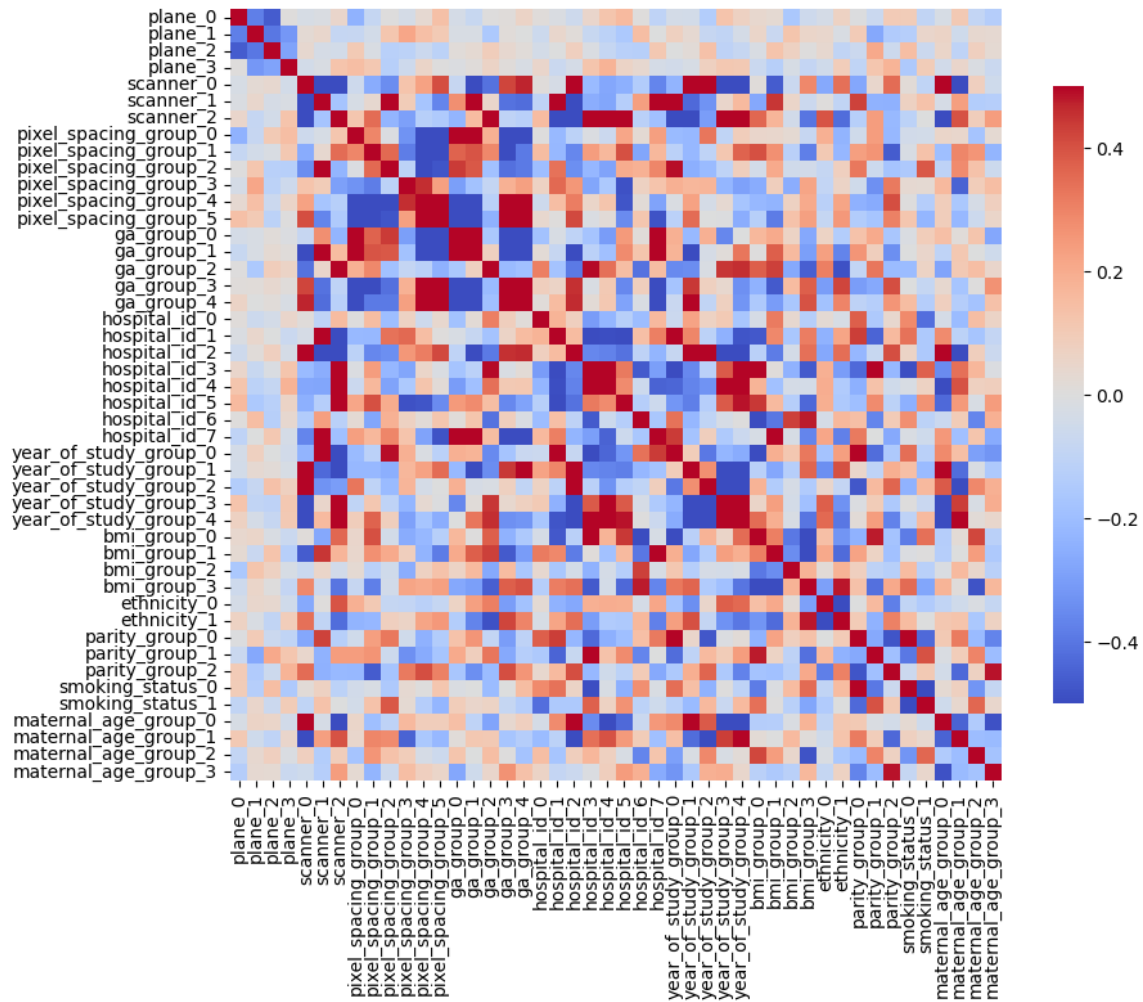 plane_0
plane_1
plane_2
plane_3
scanner_0
scanner_1
scanner_2
pixel_spacing_group_0
pixel_spacing_group_1
pixel_spacing_group_2
pixel_spacing_group_3
pixel_spacing_group_4
pixel_spacing_group_5
ga_group_0
ga_group_1
ga_group_2
ga_group_3
ga_group_4
hospital_id_0
hospital_id_1
hospital_id_2
hospital_id_3
hospital_id_4
hospital_id_5
hospital_id_6
hospital_id_7
year_of_study_group_0
year_of_study_group_1
year_of_study_group_2
year_of_study_group_3
year_of_study_group_4
bmi_group_0
bmi_group_1
bmi_group_2
bmi_group_3
ethnicity_0
ethnicity_1
parity_group_0
parity_group_1
parity_group_2
smoking_status_0
smoking_status_1
maternal_age_group_0
maternal_age_group_1
maternal_age_group_2
maternal_age_group_3
plane_0
plane_1
plane_2
plane_3
scanner_0
scanner_1
scanner_2
pixel_spacing_group_0
pixel_spacing_group_1
pixel_spacing_group_2
pixel_spacing_group_3
pixel_spacing_group_4
pixel_spacing_group_5
ga_group_0
ga_group_1
ga_group_2
ga_group_3
ga_group_4
hospital_id_0
hospital_id_1
hospital_id_2
hospital_id_3
hospital_id_4
hospital_id_5
hospital_id_6
hospital_id_7
year_of_study_group_0
year_of_study_group_1
year_of_study_group_2
year_of_study_group_3
year_of_study_group_4
bmi_group_0
bmi_group_1
bmi_group_2
bmi_group_3
ethnicity_0
ethnicity_1
parity_group_0
parity_group_1
parity_group_2
smoking_status_0
smoking_status_1
maternal_age_group_0
maternal_age_group_1
maternal_age_group_2
maternal_age_group_3
0.4
0.2
0.0
−0.2
−0.4